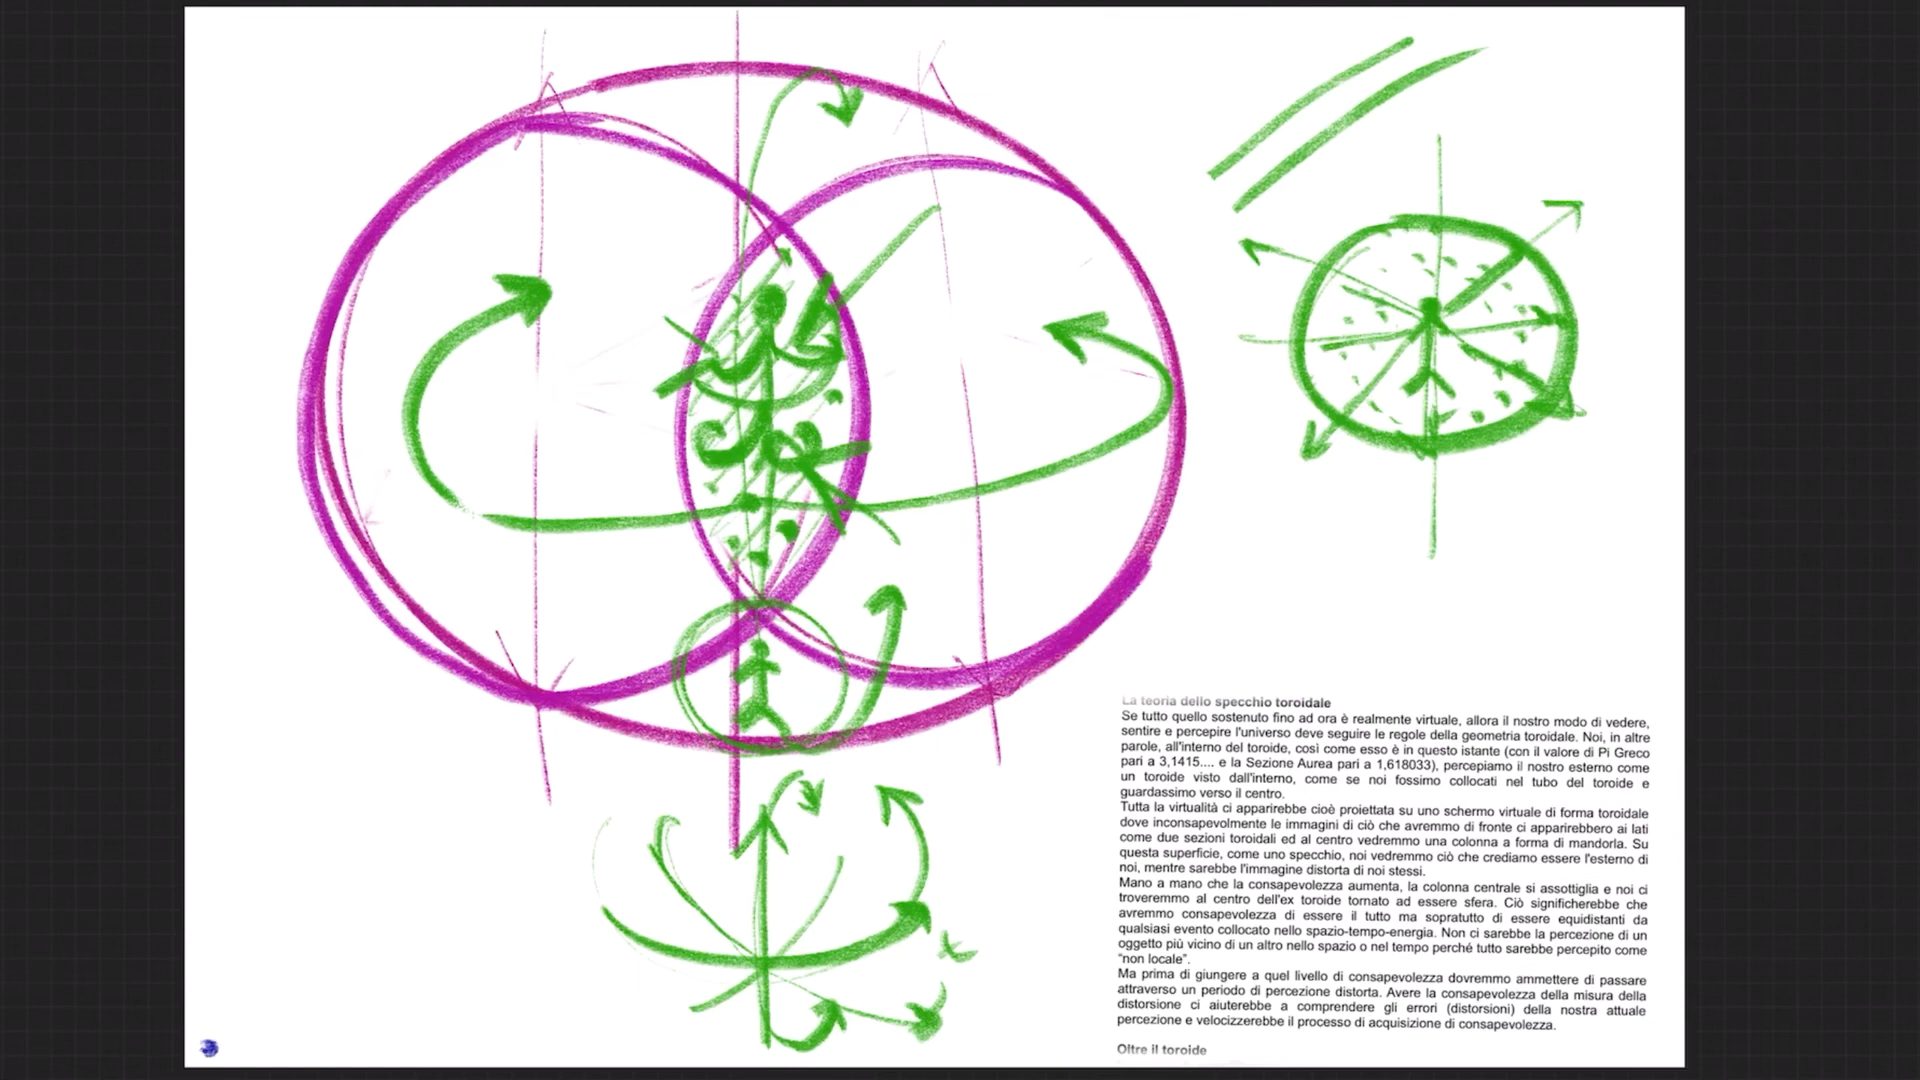 La teoria dello specchio toroidale
Se tutto quello sostenuto fino ad ora è realmente virtuale, allora il nostro modo di vedere,
sentire e percepire l'universo deve seguire le regole della geometria toroidale. Noi, in altre
parole, all'interno del toroide, così come esso è in questo istante (con il valore di Pi Greco
pari a 3,1415.... e la Sezione Aurea pari a 1,618033), percepiamo il nostro esterno come
un toroide visto dall'interno, come se noi fossimo collocati nel tubo del toroide e
guardassimo verso il centro.
Tutta la virtualità ci apparirebbe cioè proiettata su uno schermo virtuale di forma toroidale
dove inconsapevolmente le immagini di ciò che avremmo di fronte ci apparirebbero ai lati
come due sezioni toroidali ed al centro vedremmo una colonna a forma di mandorla. Su
questa superficie, come uno specchio, noi vedremmo ciò che crediamo essere l'esterno di
noi, mentre sarebbe l'immagine distorta di noi stessi.
Mano a mano che la consapevolezza aumenta, la colonna centrale si assottiglia e noi ci
troveremmo al centro dell'ex toroide tornato ad essere sfera. Ciò significherebbe che
avremmo consapevolezza di essere il tutto ma sopratutto di essere equidistanti da
qualsiasi evento collocato nello spazio-tempo-energia. Non ci sarebbe la percezione di un
oggetto più vicino di un altro nello spazio o nel tempo perché tutto sarebbe percepito come
"non locale".
Ma prima di giungere a quel livello di consapevolezza dovremmo ammettere di passare
attraverso un periodo di percezione distorta. Avere la consapevolezza della misura della
distorsione ci aiuterebbe a comprendere gli errori (distorsioni) della nostra attuale
percezione e velocizzerebbe il processo di acquisizione di consapevolezza.
Oltre il toroide